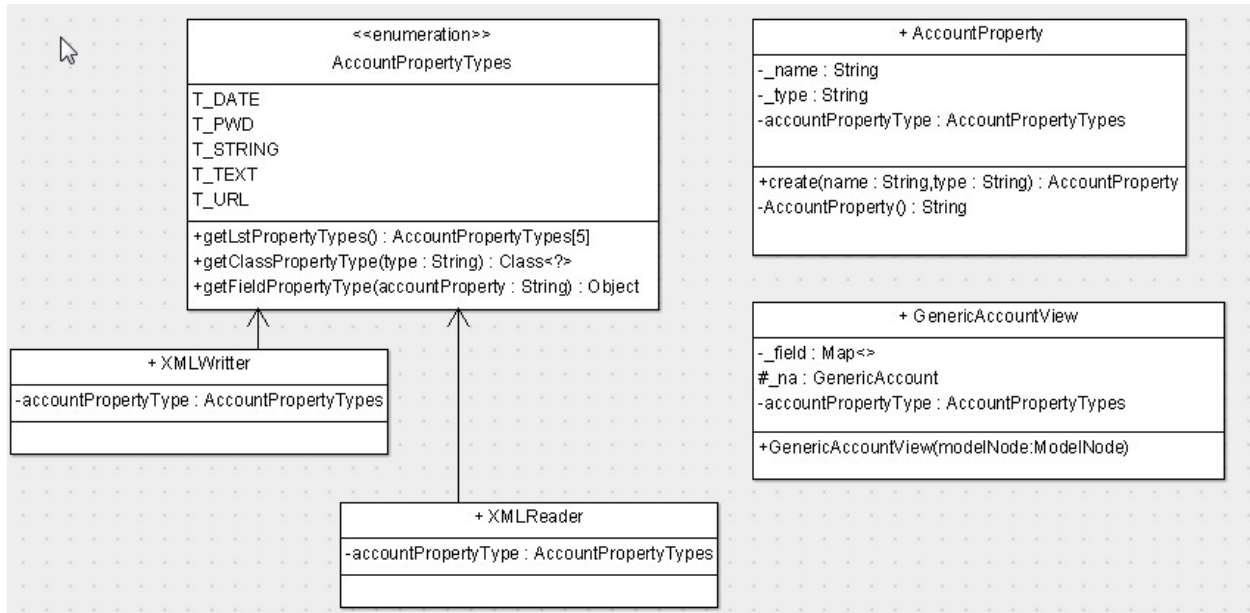 <<enumeration>>
AccountPropertyTypes
T_DATE
T_PWD
T_STRING
T_TEXT
T_URL
+getLstPropertyTypes() : AccountPropertyTypes[5]
+getClassPropertyType(type : String) : Class<?>
+getFieldPropertyType(accountProperty : String) : Object
+ AccountProperty
-_name : String
-_type : String
-accountPropertyType : AccountPropertyTypes
+create(name : String,type : String) : AccountProperty
-AccountProperty() : String
+ GenericAccountView
-_field : Map<>
#_na : GenericAccount
-accountPropertyType : AccountPropertyTypes
+GenericAccountView(modelNode:ModelNode)
+ XMLWritter
-accountPropertyType : AccountPropertyTypes
+ XMLReader
-accountPropertyType : AccountPropertyTypes